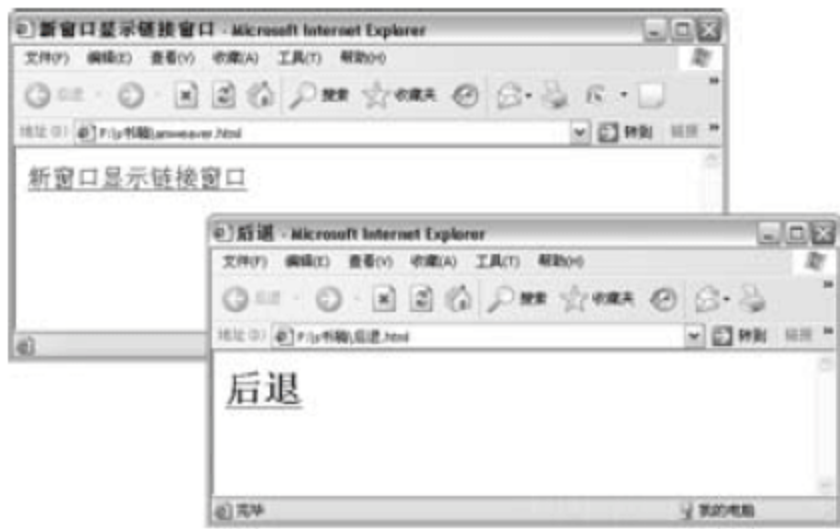 新窗口显示链接窗口 - Microsoft Internet Explorer
文件(F) 编辑(E) 查看(V) 收藏(A) 工具(T) 帮助(H)
后退 搜索 收藏夹
地址(D) 转到 链接 »
新窗口显示链接窗口
后退 - Microsoft Internet Explorer
文件(F) 编辑(E) 查看(V) 收藏(A) 工具(T) 帮助(H)
后退 搜索 收藏夹
地址(D) F:\js书稿\后退.html 转到 链接 »
后退
完毕 我的电脑